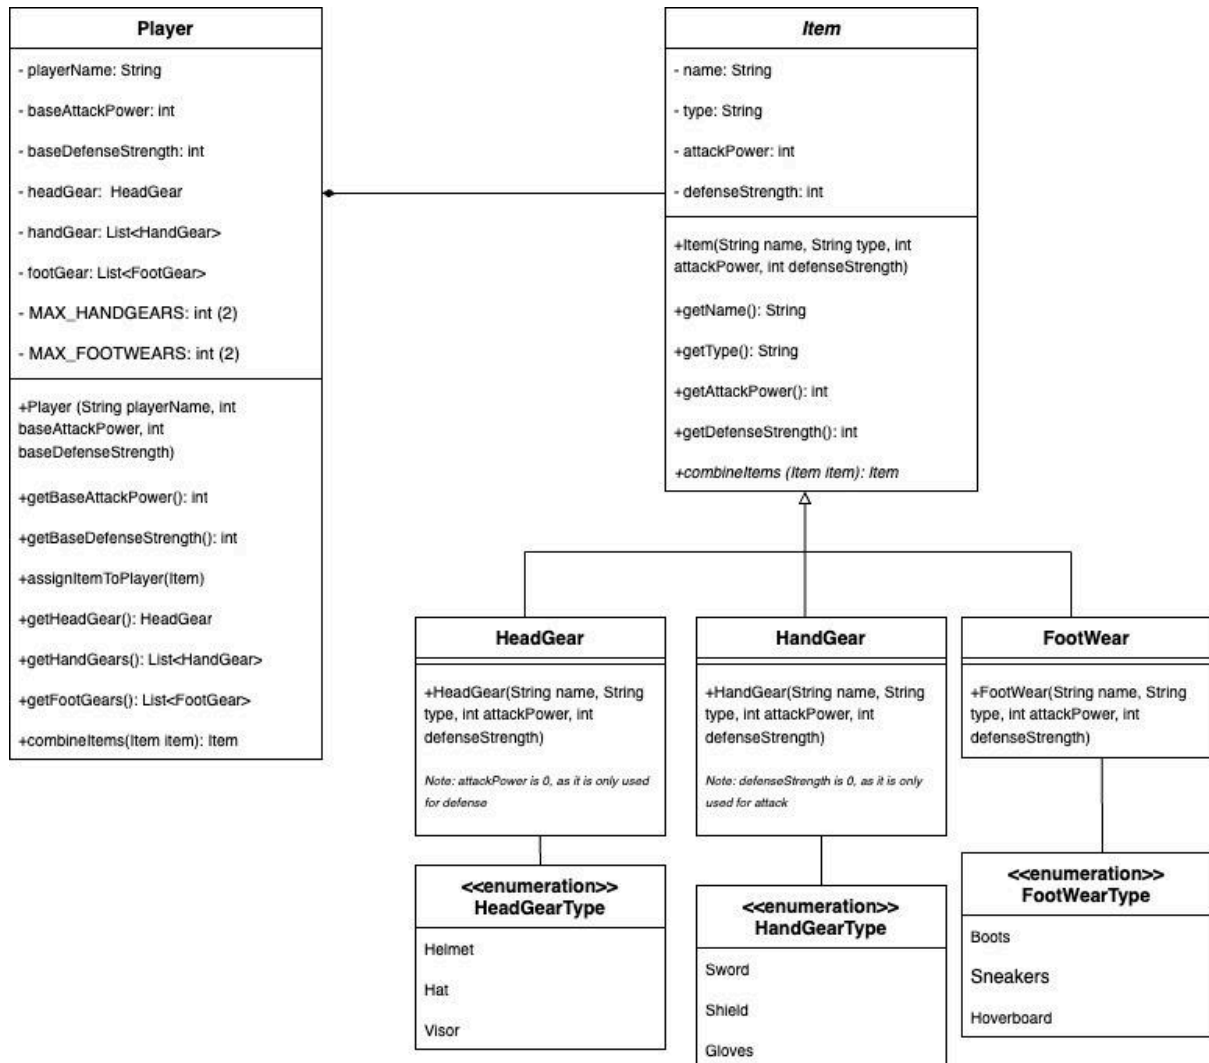 Player
- playerName: String
- baseAttackPower: int
- baseDefenseStrength: int
- headGear:  HeadGear
- handGear: List<HandGear>
- footGear: List<FootGear>
- MAX_HANDGEARS: int (2)
- MAX_FOOTWEARS: int (2)
+Player (String playerName, int
baseAttackPower, int
baseDefenseStrength)
+getBaseAttackPower(): int
+getBaseDefenseStrength(): int
+assignItemToPlayer(Item)
+getHeadGear(): HeadGear
+getHandGears(): List<HandGear>
+getFootGears(): List<FootGear>
+combineItems(Item item): Item
Item
- name: String
- type: String
- attackPower: int
- defenseStrength: int
+Item(String name, String type, int
attackPower, int defenseStrength)
+getName(): String
+getType(): String
+getAttackPower(): int
+getDefenseStrength(): int
+combineItems (Item item): Item
HeadGear
+HeadGear(String name, String
type, int attackPower, int
defenseStrength)
Note: attackPower is 0, as it is only used
for defense
HandGear
+HandGear(String name, String
type, int attackPower, int
defenseStrength)
Note: defenseStrength is 0, as it is only
used for attack
FootWear
+FootWear(String name, String
type, int attackPower, int
defenseStrength)
<<enumeration>>
HeadGearType
Helmet
Hat
Visor
<<enumeration>>
HandGearType
Sword
Shield
Gloves
<<enumeration>>
FootWearType
Boots
Sneakers
Hoverboard